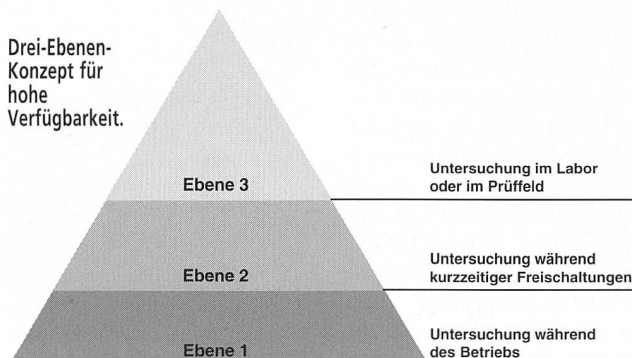 Drei-Ebenen-
Konzept für
hohe
Verfügbarkeit.
Ebene 3
Untersuchung im Labor
oder im Prüffeld
Ebene 2
Untersuchung während
kurzzeitiger Freischaltungen
Ebene 1
Untersuchung während
des Betriebs